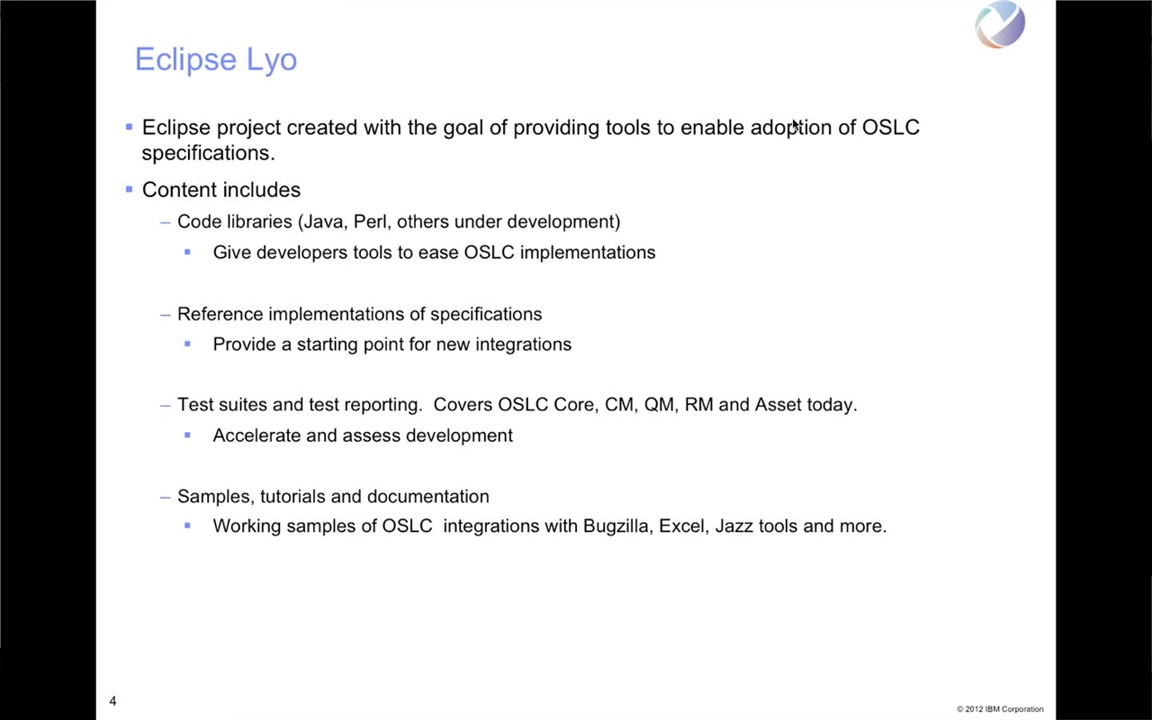 Eclipse Lyo
Eclipse project created with the goal of providing tools to enable adoption of OSLC
specifications.
Content includes
– Code libraries (Java, Perl, others under development)
Give developers tools to ease OSLC implementations
– Reference implementations of specifications
Provide a starting point for new integrations
– Test suites and test reporting.  Covers OSLC Core, CM, QM, RM and Asset today.
Accelerate and assess development
– Samples, tutorials and documentation
Working samples of OSLC  integrations with Bugzilla, Excel, Jazz tools and more.
4
© 2012 IBM Corporation